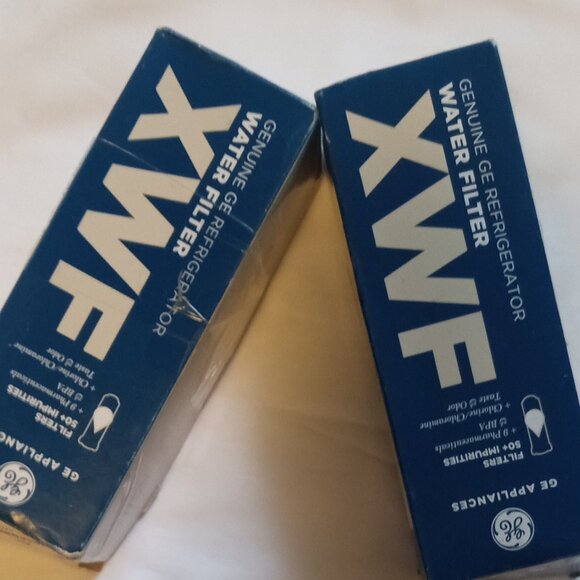 GENUINE GE REFRIGERATOR
WATER FILTER
XWF
FILTERS
50+ IMPURITIES
+ 9 Pharmaceuticals
& BPA
+ Chlorine/Chloramine
Taste & Odor
GE APPLIANCES
GENUINE GE REFRIGERATOR
WATER FILTER
XWF
FILTERS
50+ IMPURITIES
+ 9 Pharmaceuticals
& BPA
+ Chlorine/Chloramine
Taste & Odor
GE APPLIANCES